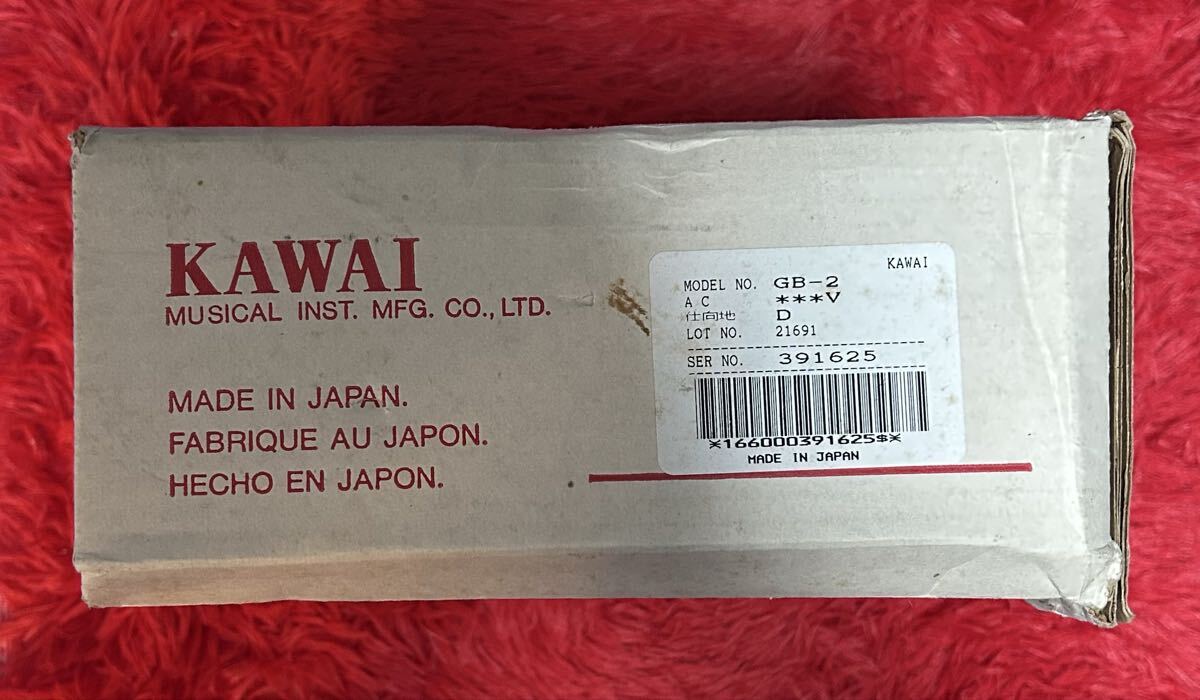 KAWAI
MUSICAL INST. MFG. CO., LTD.
MADE IN JAPAN.
FABRIQUE AU JAPON.
HECHO EN JAPON.
KAWAI
MODEL NO. GB-2
A C ***V
仕向地 D
LOT NO. 21691
SER NO. 391625
*166000391625$*
MADE IN JAPAN